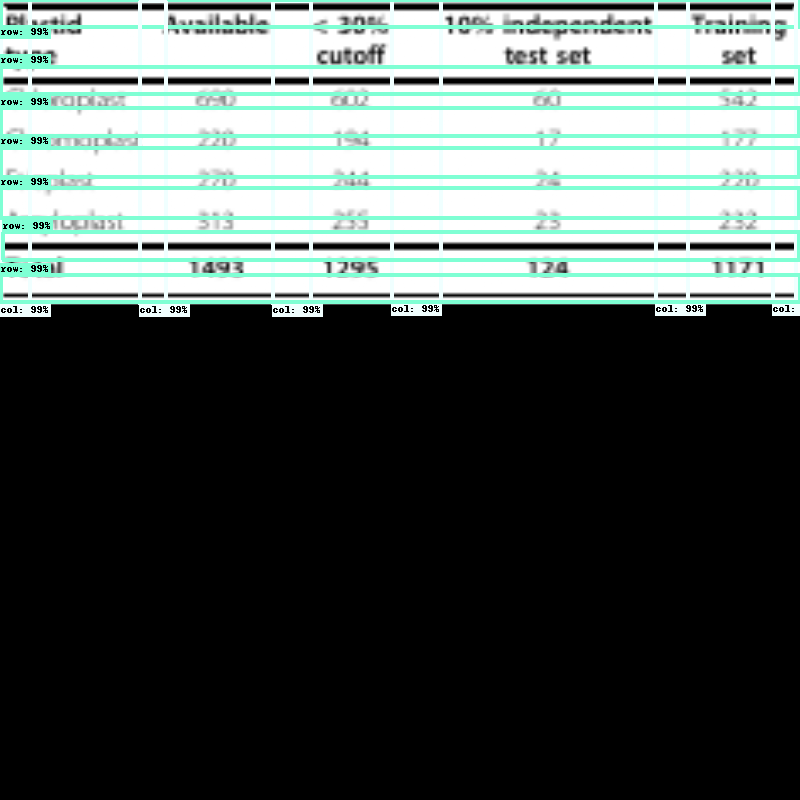 Plastid Available < 30% 10% independent Training
row: 99%
type cutoff test set set
row: 99%
Chloroplast 690 602 60 542
row: 99%
Chromoplast 220 194 17 177
row: 99%
Etioplast 270 244 24 220
row: 99%
Amyloplast 313 255 23 232
row: 99%
Total 1493 1295 124 1171
row: 99%
col: 99% col: 99% col: 99% col: 99% col: 99% col: